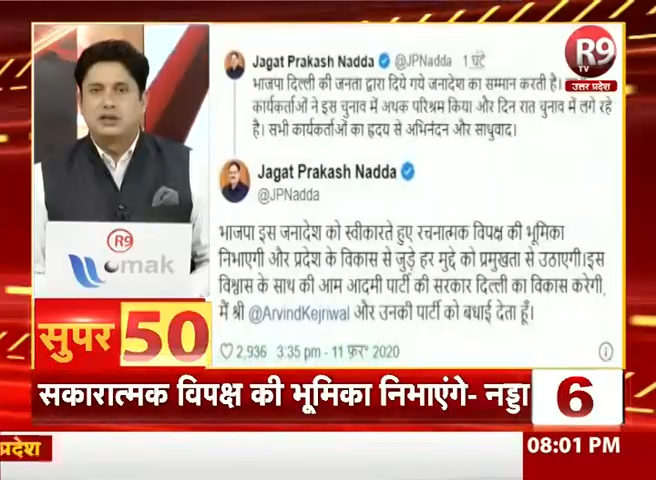 Jagat Prakash Nadda @JPNadda 1 घंटे
भाजपा दिल्ली की जनता द्वारा दिये गये जनादेश का सम्मान करती है।
कार्यकर्ताओं ने इस चुनाव में अथक परिश्रम किया और दिन रात चुनाव में लगे रहे
है। सभी कार्यकर्ताओं का ह्रदय से अभिनंदन और साधुवाद।
R9
TV
उत्तर प्रदेश
Jagat Prakash Nadda
@JPNadda
भाजपा इस जनादेश को स्वीकारते हुए रचनात्मक विपक्ष की भूमिका
निभाएगी और प्रदेश के विकास से जुड़े हर मुद्दे को प्रमुखता से उठाएगी।इस
विश्वास के साथ की आम आदमी पार्टी की सरकार दिल्ली का विकास करेगी,
मैं श्री @ArvindKejriwal और उनकी पार्टी को बधाई देता हूँ।
2,936 3:35 pm - 11 फ़र॰ 2020
R9
omak
सुपर 50
सकारात्मक विपक्ष की भूमिका निभाएंगे- नड्डा 6
प्रदेश
08:01 PM